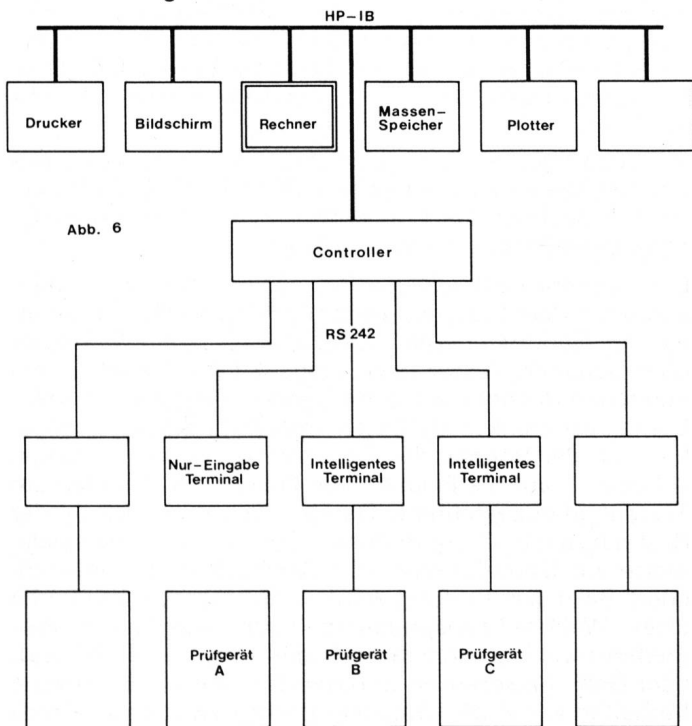 HP-IB
Drucker
Bildschirm
Rechner
Massen-
Speicher
Plotter
Abb. 6
Controller
RS 242
Nur-Eingabe
Terminal
Intelligentes
Terminal
Intelligentes
Terminal
Prüfgerät
A
Prüfgerät
B
Prüfgerät
C